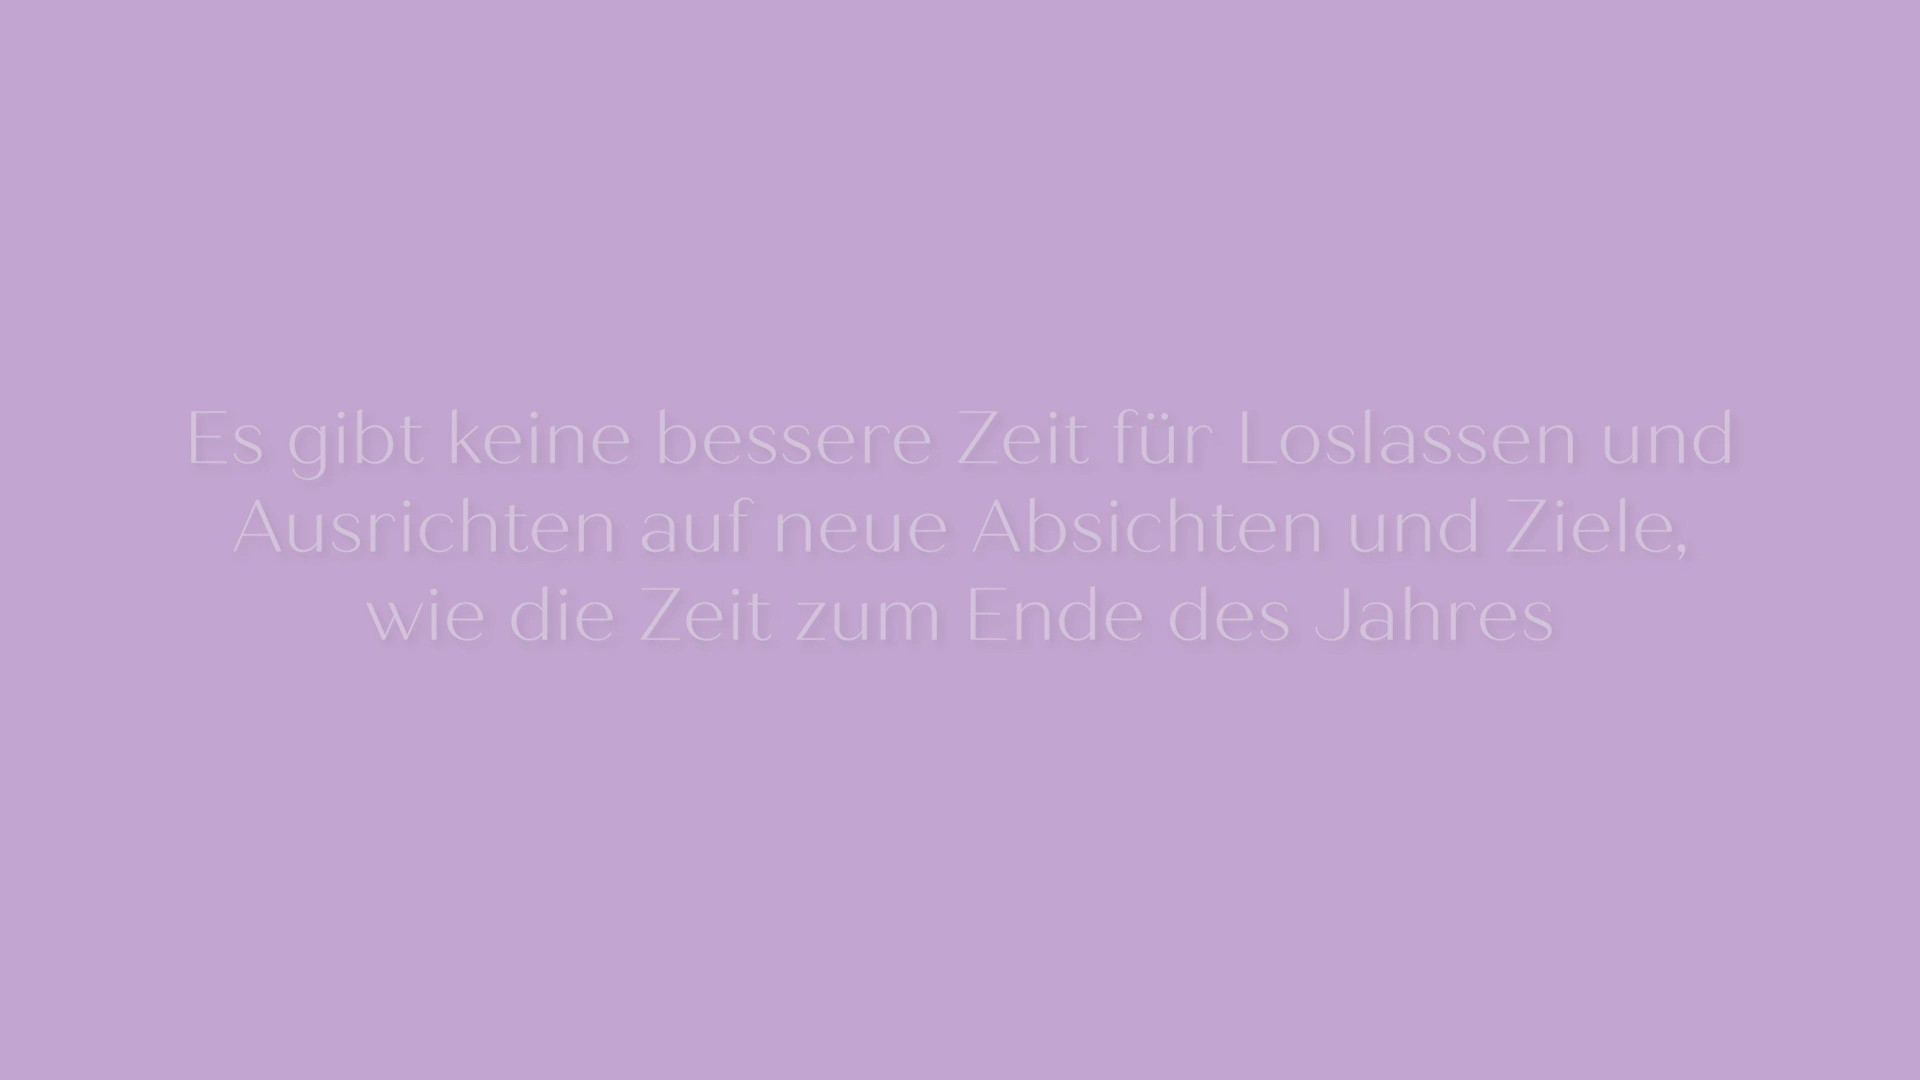 Es gibt keine bessere Zeit für Loslassen und
Ausrichten auf neue Absichten und Ziele,
wie die Zeit zum Ende des Jahres